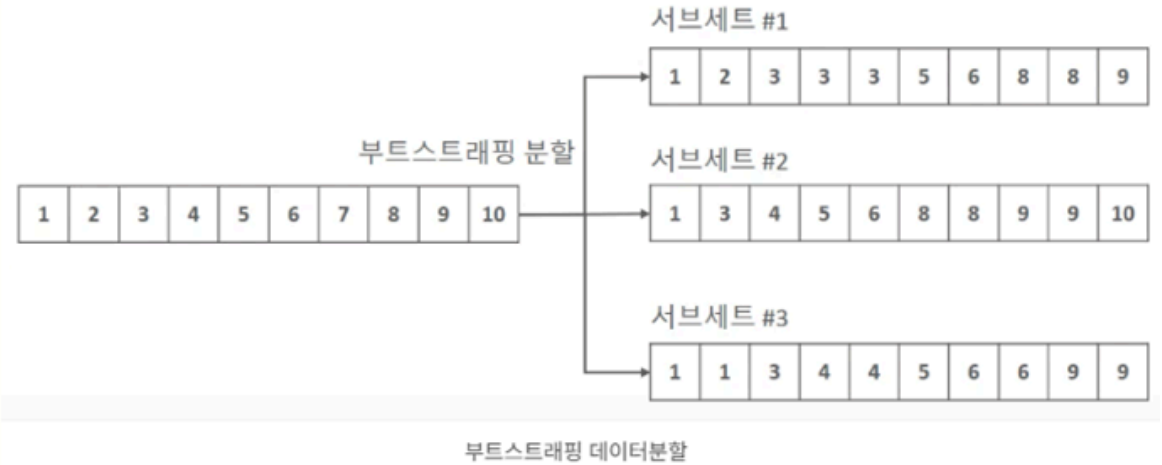 서브세트 #1
1 2 3 3 3 5 6 8 8 9
부트스트래핑 분할
서브세트 #2
1 2 3 4 5 6 7 8 9 10
1 3 4 5 6 8 8 9 9 10
서브세트 #3
1 1 3 4 4 5 6 6 9 9
부트스트래핑 데이터분할